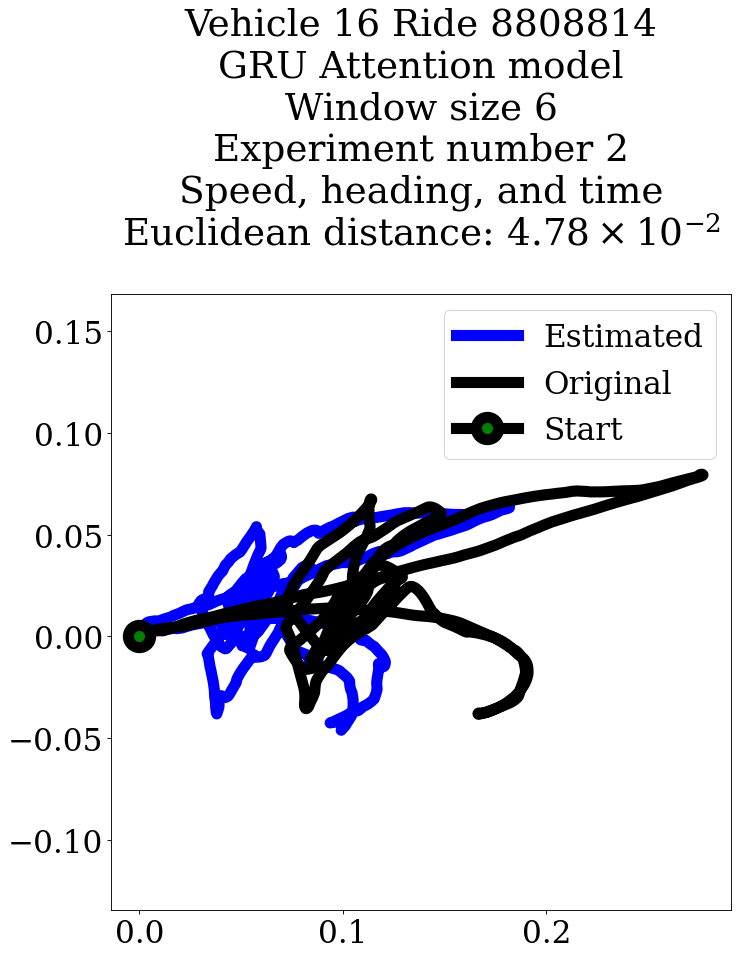 Vehicle 16 Ride 8808814
GRU Attention model
Window size 6
Experiment number 2
Speed, heading, and time
Euclidean distance: 4.78 × 10⁻²
Estimated
Original
Start
0.15
0.10
0.05
0.00
−0.05
−0.10
0.0 0.1 0.2